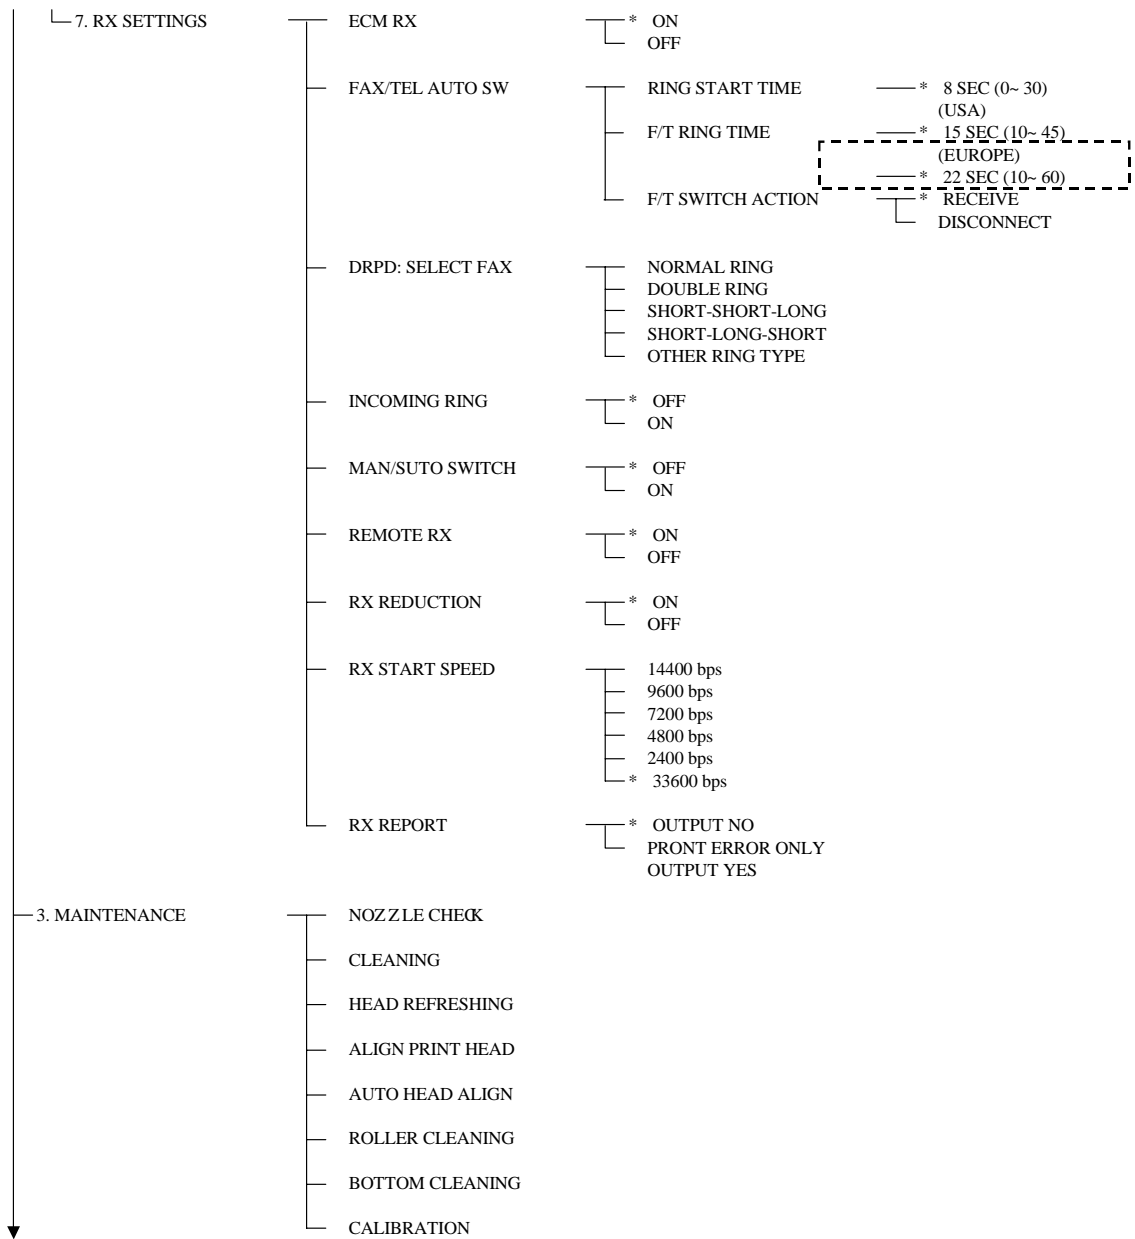 7. RX SETTINGS ECM RX * ON
OFF
FAX/TEL AUTO SW RING START TIME * 8 SEC (0~ 30)
(USA)
F/T RING TIME * 15 SEC (10~ 45)
(EUROPE)
* 22 SEC (10~ 60)
F/T SWITCH ACTION * RECEIVE
DISCONNECT
DRPD: SELECT FAX NORMAL RING
DOUBLE RING
SHORT-SHORT-LONG
SHORT-LONG-SHORT
OTHER RING TYPE
INCOMING RING * OFF
ON
MAN/SUTO SWITCH * OFF
ON
REMOTE RX * ON
OFF
RX REDUCTION * ON
OFF
RX START SPEED 14400 bps
9600 bps
7200 bps
4800 bps
2400 bps
* 33600 bps
RX REPORT * OUTPUT NO
PRONT ERROR ONLY
OUTPUT YES
3. MAINTENANCE NOZZLE CHECK
CLEANING
HEAD REFRESHING
ALIGN PRINT HEAD
AUTO HEAD ALIGN
ROLLER CLEANING
BOTTOM CLEANING
CALIBRATION